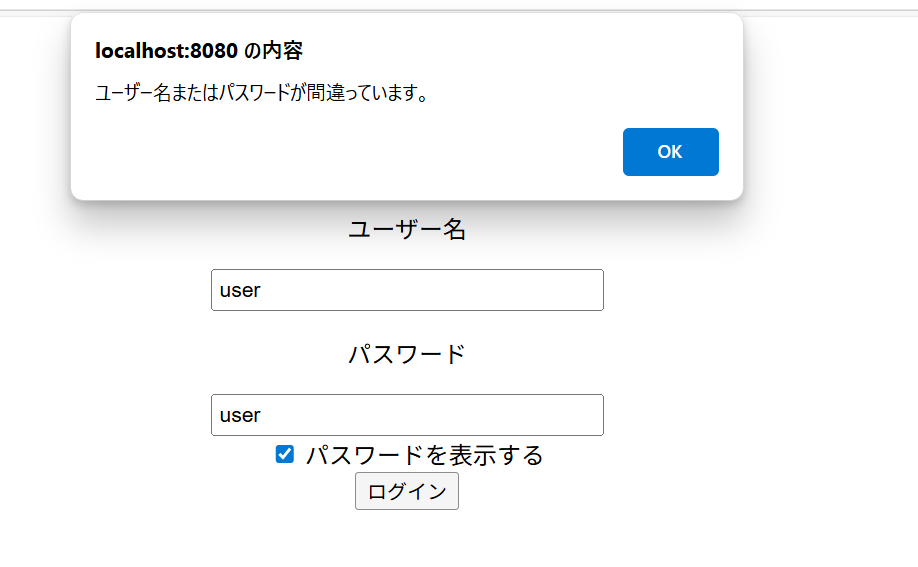 localhost:8080 の内容
ユーザー名またはパスワードが間違っています。
OK
ユーザー名
user
パスワード
user
パスワードを表示する
ログイン